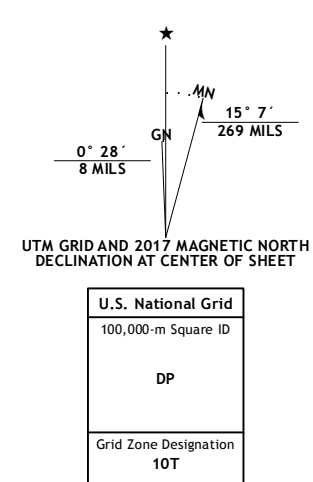 ★
MN
GN
15° 7´
269 MILS
0° 28´
8 MILS
UTM GRID AND 2017 MAGNETIC NORTH
DECLINATION AT CENTER OF SHEET
U.S. National Grid
100,000-m Square ID
DP
Grid Zone Designation
10T